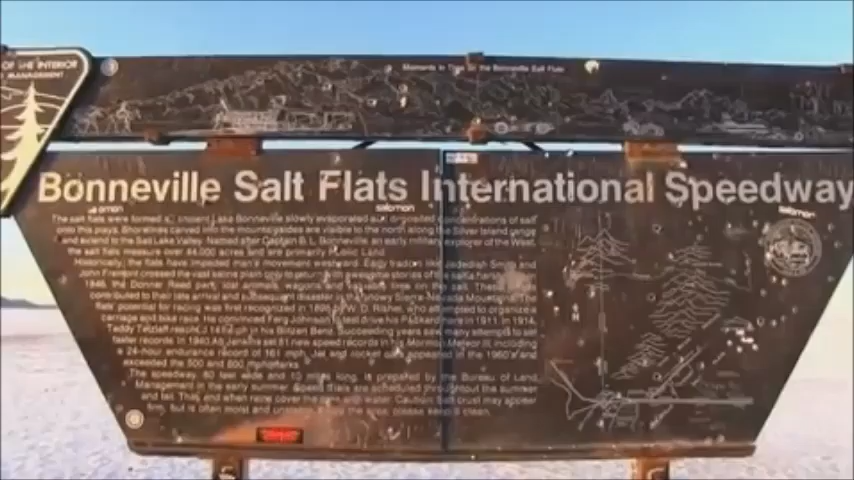 OF THE INTERIOR
MANAGEMENT
Moments in Time on the Bonneville Salt Flats
Bonneville Salt Flats International Speedway
salomon
salomon
The salt flats were formed as ancient Lake Bonneville slowly evaporated and deposited concentrations of salt
onto this playa. Shorelines carved into the mountainsides are visible to the north along the Silver Island range
and extend to the Salt Lake Valley. Named after Captain B. L. Bonneville, an early military explorer of the West,
the salt flats measure over 44,000 acres and are primarily Public Land.
Historically, the flats have impeded man's movement westward. Early traders like Jedediah Smith and
John Fremont crossed the vast saline plain only to return with awesome stories of the salt's hazards. In
1846, the Donner Reed party lost animals, wagons and valuable time on the salt. These
contributed to their late arrival and subsequent disaster in the snowy Sierra Nevada Mountains. The
flats' potential for racing was first recognized in 1896 by W. D. Rishel, who attempted to organize a
carriage and bike race. He convinced Ferg Johnson to test drive his Packard here in 1911. In 1914,
Teddy Tetzlaff reached 141 mph in his Blitzen Benz. Succeeding years saw many attempts to set
faster records. In 1940 Ab Jenkins set 81 new speed records in his Mormon Meteor III, including
a 24-hour endurance record of 161 mph. Jet and rocket cars appeared in the 1960's and
exceeded the 500 and 600 mph marks.
The speedway, 80 feet wide and 10 miles long, is prepared by the Bureau of Land
Management in the early summer. Speed trials are scheduled throughout the summer
and fall. Then and when rains cover the with water. Caution: Salt crust may appear
firm, but is often moist and please keep it clean.